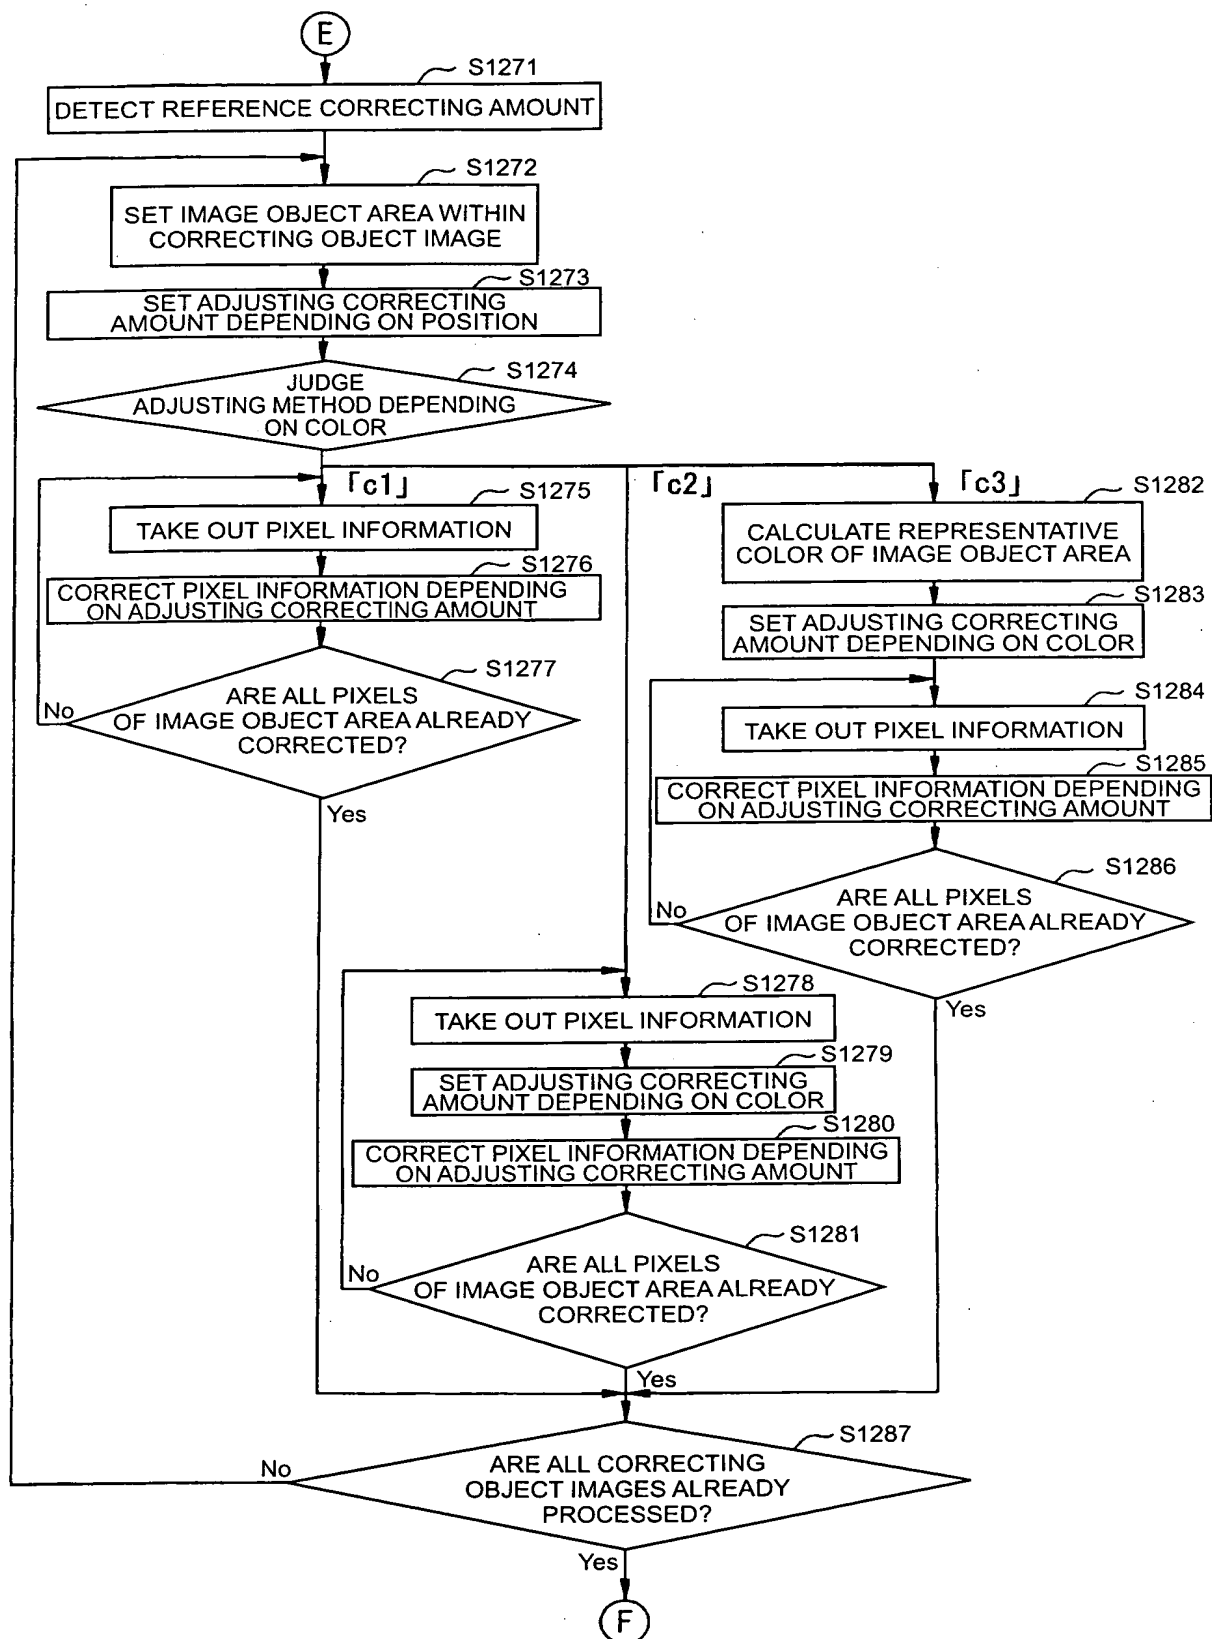 E
S1271
DETECT REFERENCE CORRECTING AMOUNT
S1272
SET IMAGE OBJECT AREA WITHIN
CORRECTING OBJECT IMAGE
S1273
SET ADJUSTING CORRECTING
AMOUNT DEPENDING ON POSITION
S1274
JUDGE
ADJUSTING METHOD DEPENDING
ON COLOR
「c1」
S1275
TAKE OUT PIXEL INFORMATION
S1276
CORRECT PIXEL INFORMATION DEPENDING
ON ADJUSTING CORRECTING AMOUNT
S1277
ARE ALL PIXELS
OF IMAGE OBJECT AREA ALREADY
CORRECTED?
No
Yes
「c2」
S1278
TAKE OUT PIXEL INFORMATION
S1279
SET ADJUSTING CORRECTING
AMOUNT DEPENDING ON COLOR
S1280
CORRECT PIXEL INFORMATION DEPENDING
ON ADJUSTING CORRECTING AMOUNT
S1281
ARE ALL PIXELS
OF IMAGE OBJECT AREA ALREADY
CORRECTED?
No
Yes
「c3」
S1282
CALCULATE REPRESENTATIVE
COLOR OF IMAGE OBJECT AREA
S1283
SET ADJUSTING CORRECTING
AMOUNT DEPENDING ON COLOR
S1284
TAKE OUT PIXEL INFORMATION
S1285
CORRECT PIXEL INFORMATION DEPENDING
ON ADJUSTING CORRECTING AMOUNT
S1286
ARE ALL PIXELS
OF IMAGE OBJECT AREA ALREADY
CORRECTED?
No
Yes
S1287
ARE ALL CORRECTING
OBJECT IMAGES ALREADY
PROCESSED?
No
Yes
F